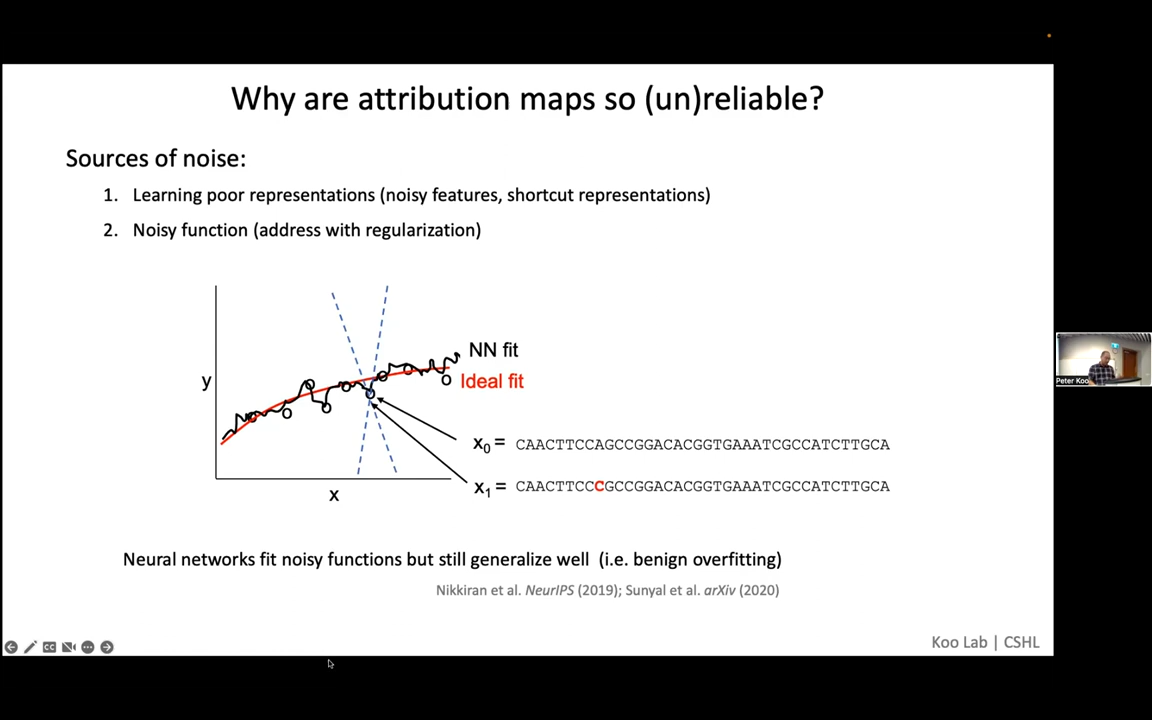 Why are attribution maps so (un)reliable?
Sources of noise:
1. Learning poor representations (noisy features, shortcut representations)
2. Noisy function (address with regularization)
NN fit
y
Ideal fit
x0 = CAACTTCCAGCCGGACACGGTGAAATCGCCATCTTGCA
x1 = CAACTTCCCGCCGGACACGGTGAAATCGCCATCTTGCA
x
Neural networks fit noisy functions but still generalize well (i.e. benign overfitting)
Nikkiran et al. NeurIPS (2019); Sunyal et al. arXiv (2020)
Koo Lab | CSHL
CC
Peter Koo